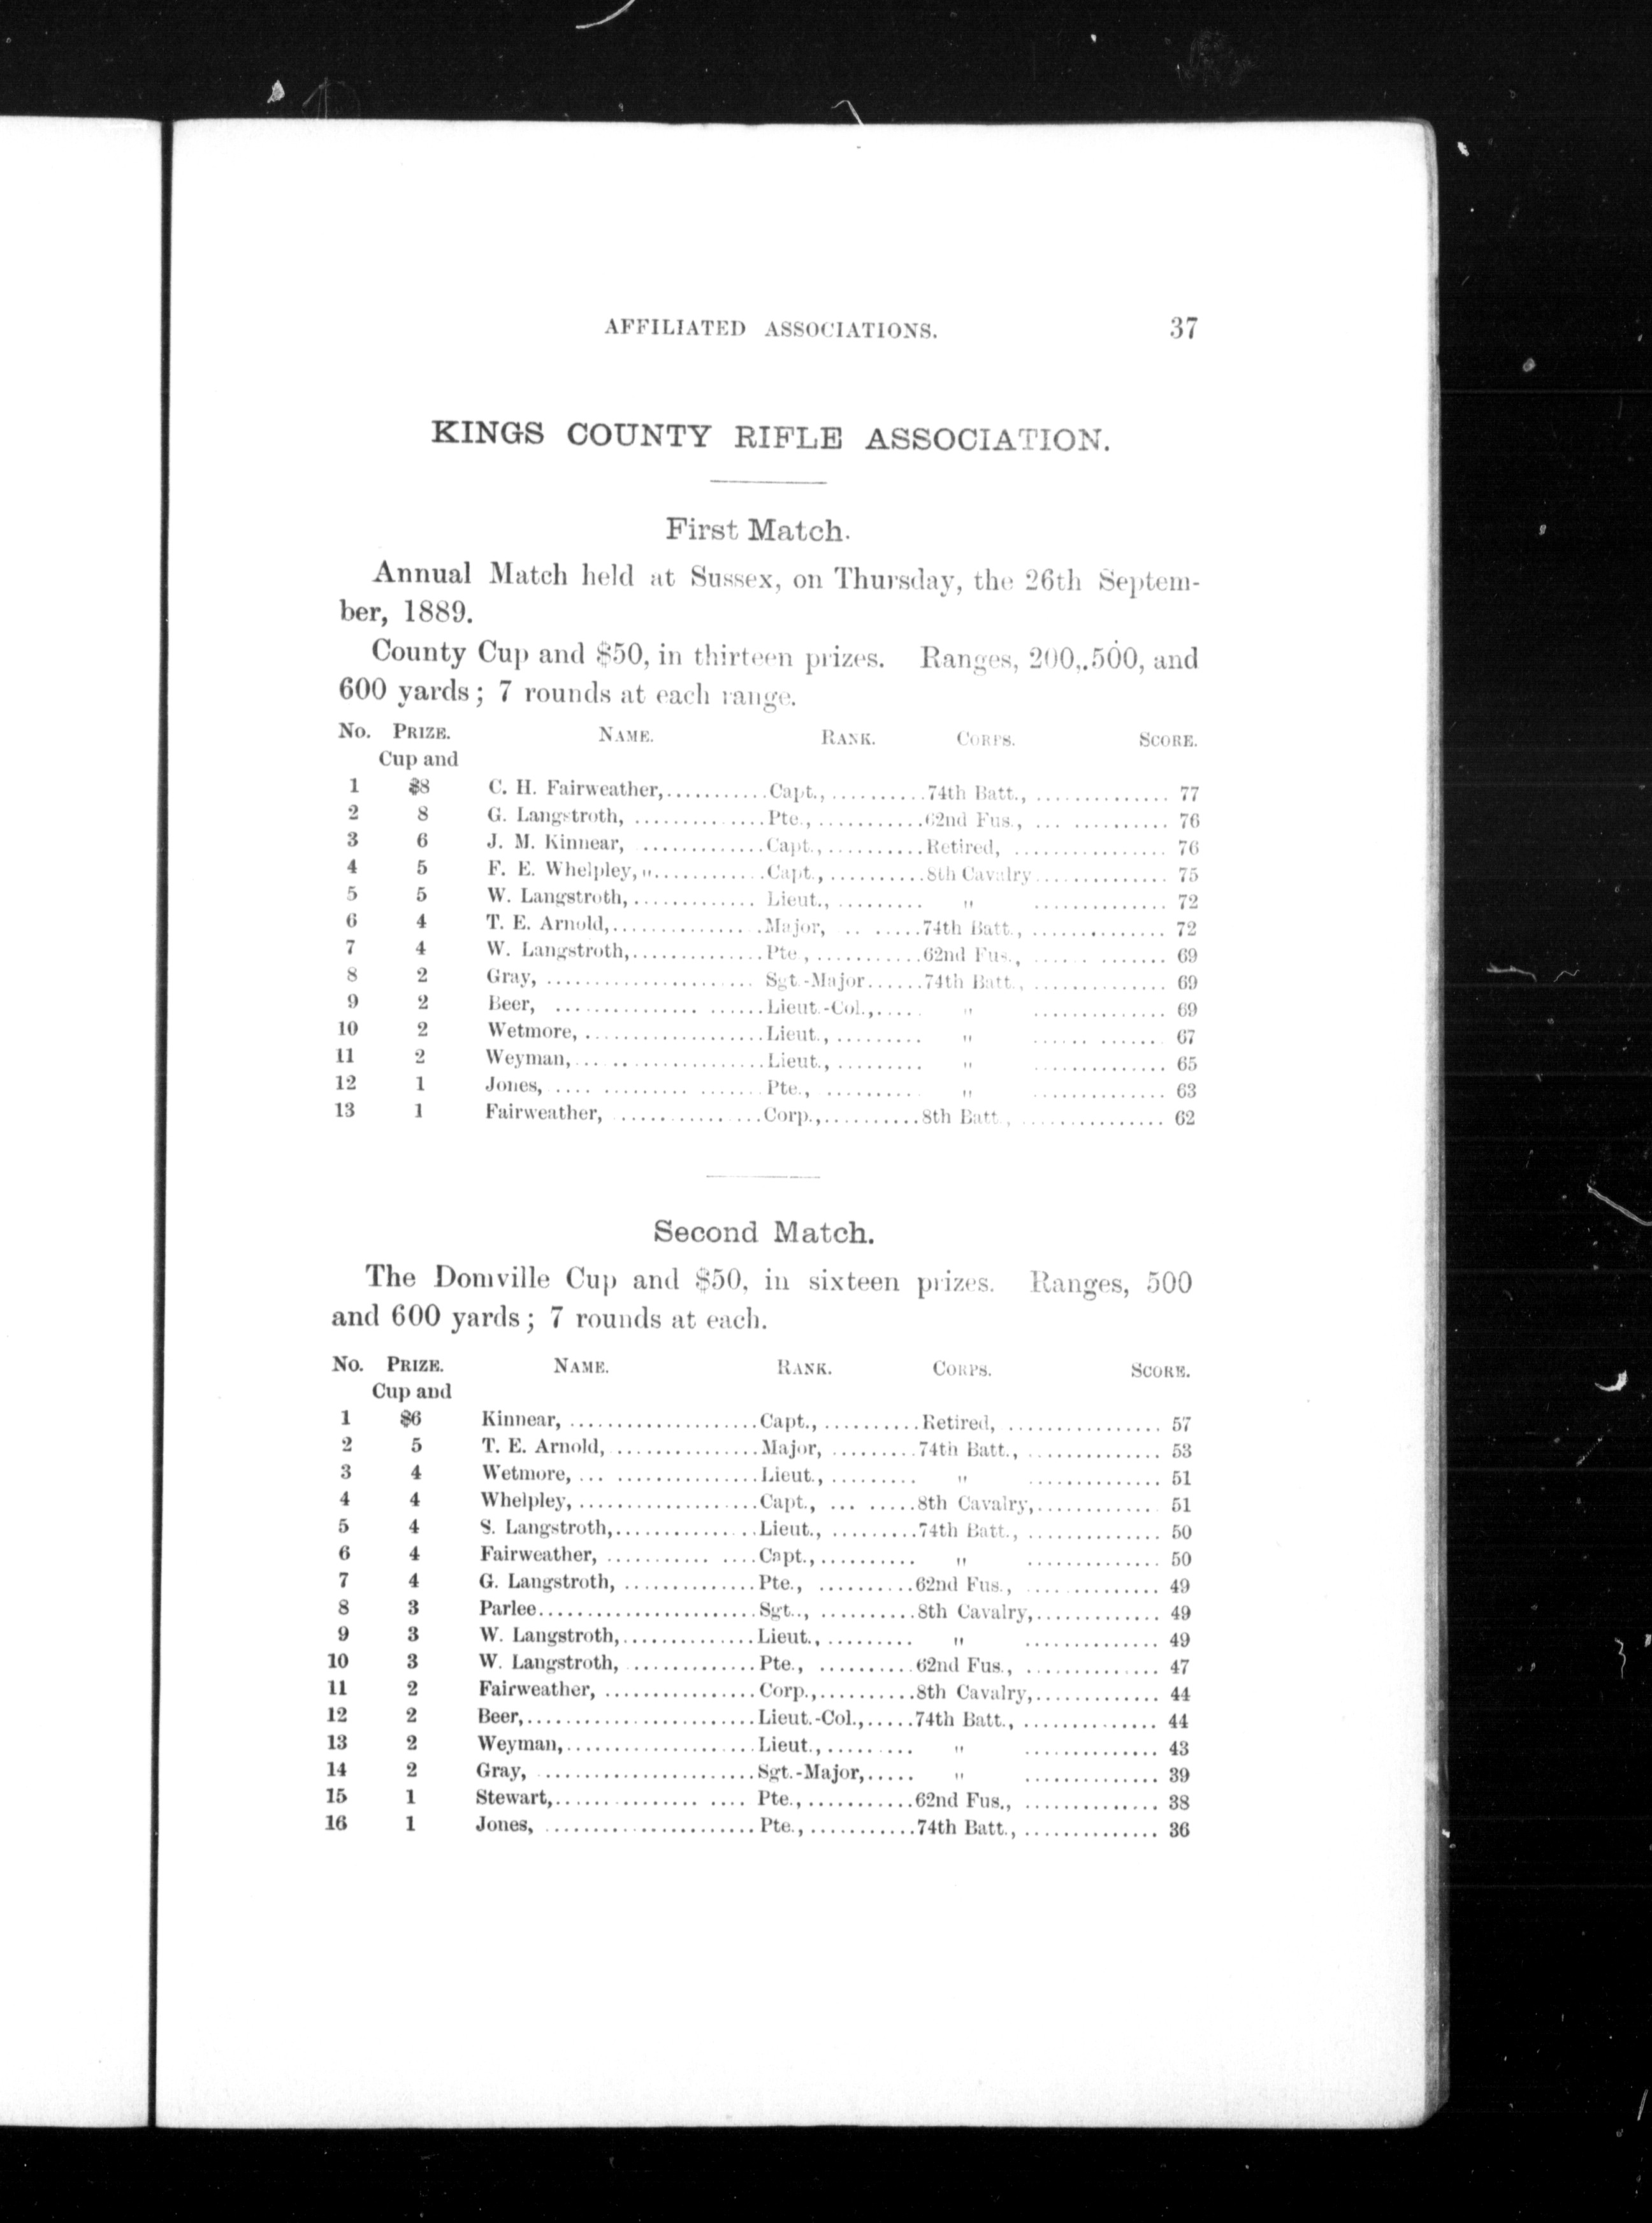 AFFILIATED ASSOCIATIONS. 37
KINGS COUNTY RIFLE ASSOCIATION.
First Match.
Annual Match held at Sussex, on Thursday, the 26th Septem-
ber, 1889.
County Cup and $50, in thirteen prizes. Ranges, 200, 500, and
600 yards; 7 rounds at each range.
No. PRIZE. NAME. RANK. CORPS. SCORE.
Cup and
1 $8 C. H. Fairweather,...........Capt.,..........74th Batt., .............. 77
2 8 G. Langstroth, ..............Pte., ...........62nd Fus., ... ........... 76
3 6 J. M. Kinnear, .............Capt.,..........Retired, ................ 76
4 5 F. E. Whelpley,..............Capt., ..........8th Cavalry.............. 75
5 5 W. Langstroth,............. Lieut., ......... " .............. 72
6 4 T. E. Arnold,................Major, .. ......74th Batt., .............. 72
7 4 W. Langstroth,..............Pte , ...........62nd Fus., ...... ....... 69
8 2 Gray, ...................... Sgt.-Major......74th Batt., .............. 69
9 2 Beer, ............... ......Lieut.-Col.,..... " .............. 69
10 2 Wetmore, ...................Lieut., ......... " ...... ....... 67
11 2 Weyman,.... ...............Lieut., ......... " .............. 65
12 1 Jones, .... ............ .......Pte., .......... " .............. 63
13 1 Fairweather, ................Corp.,..........8th Batt., ............... 62
Second Match.
The Domville Cup and $50, in sixteen prizes. Ranges, 500
and 600 yards; 7 rounds at each.
No. PRIZE. NAME. RANK. CORPS. SCORE.
Cup and
1 $6 Kinnear, ....................Capt., ..........Retired, ................ 57
2 5 T. E. Arnold, ...............Major, .........74th Batt., .............. 53
3 4 Wetmore, ... ...............Lieut., ......... " .............. 51
4 4 Whelpley, ...................Capt., ... .....8th Cavalry,............. 51
5 4 S. Langstroth,...............Lieut., .........74th Batt., .............. 50
6 4 Fairweather, ........... ....Capt.,.......... " .............. 50
7 4 G. Langstroth, ..............Pte., ..........62nd Fus., .............. 49
8 3 Parlee.......................Sgt.., ..........8th Cavalry,............. 49
9 3 W. Langstroth,..............Lieut., ......... " .............. 49
10 3 W. Langstroth, .............Pte., ..........62nd Fus., .............. 47
11 2 Fairweather, ................Corp.,..........8th Cavalry,............. 44
12 2 Beer,........................Lieut.-Col.,.....74th Batt., .............. 44
13 2 Weyman,....................Lieut.,......... " .............. 43
14 2 Gray, .......................Sgt.-Major,..... " .............. 39
15 1 Stewart,............... .... Pte., ...........62nd Fus., .............. 38
16 1 Jones, ...................... Pte., ...........74th Batt., .............. 36